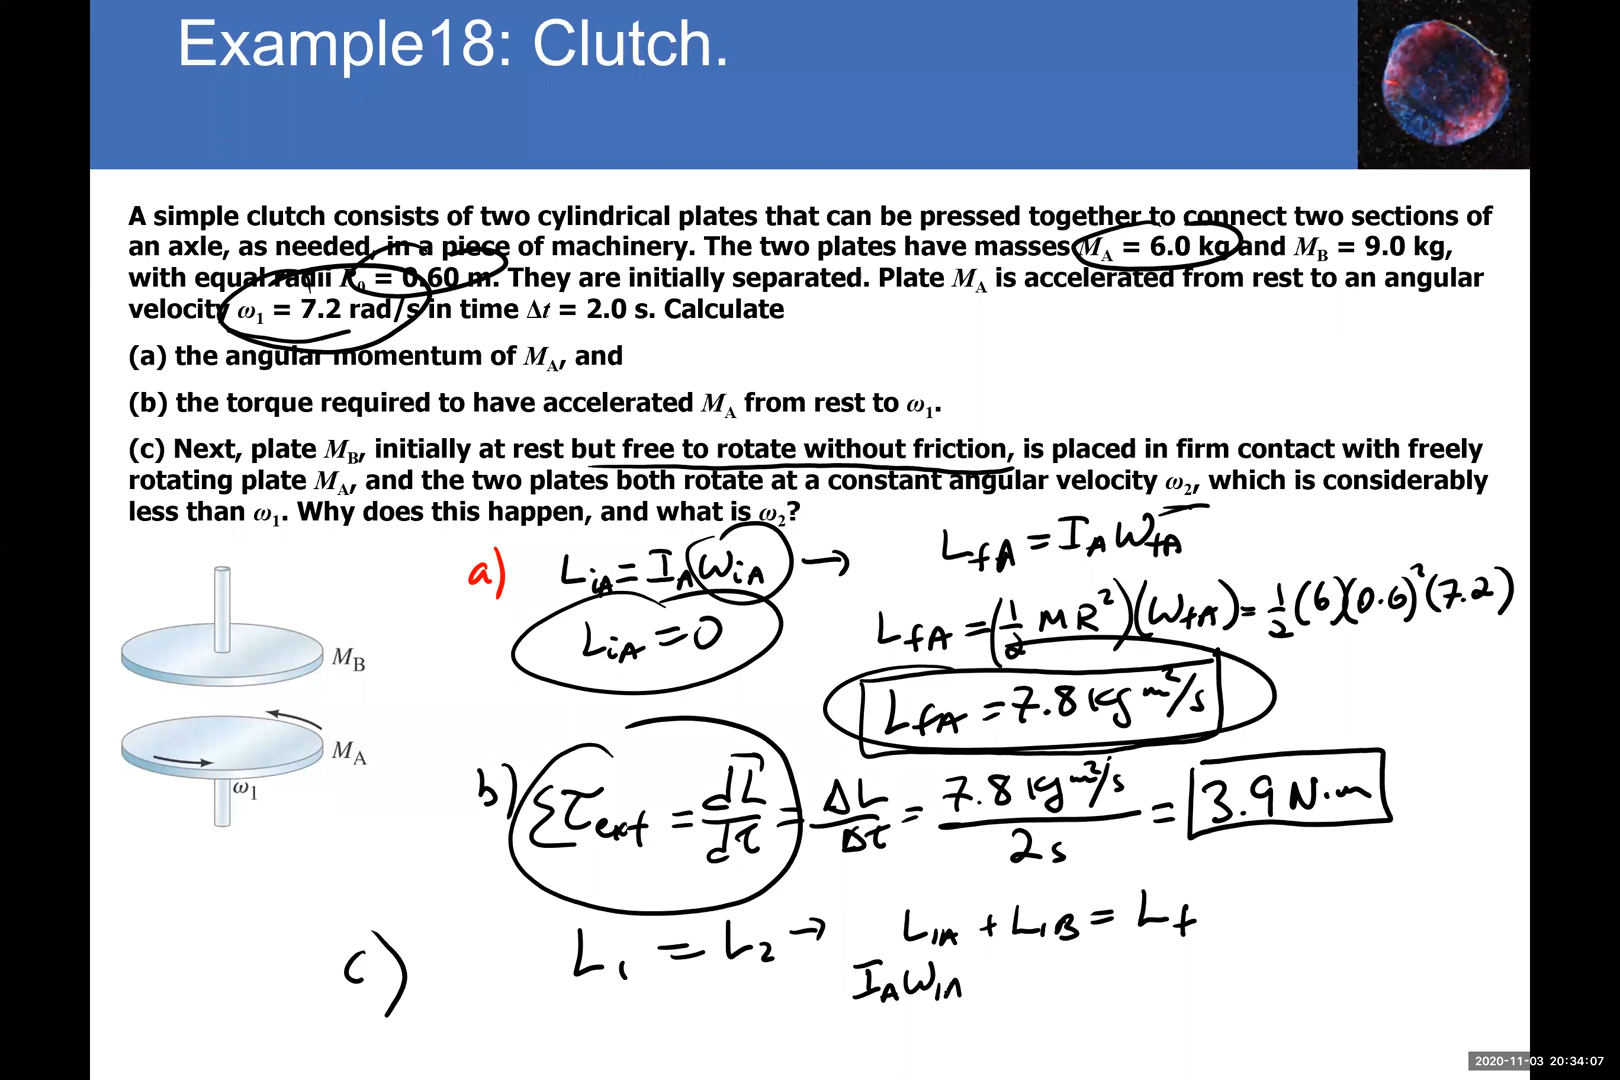 Example18: Clutch.
A simple clutch consists of two cylindrical plates that can be pressed together to connect two sections of
an axle, as needed, in a piece of machinery. The two plates have masses M_A = 6.0 kg and M_B = 9.0 kg,
with equal radii R_0 = 0.60 m. They are initially separated. Plate M_A is accelerated from rest to an angular
velocity ω_1 = 7.2 rad/s in time Δt = 2.0 s. Calculate
(a) the angular momentum of M_A, and
(b) the torque required to have accelerated M_A from rest to ω_1.
(c) Next, plate M_B, initially at rest but free to rotate without friction, is placed in firm contact with freely
rotating plate M_A, and the two plates both rotate at a constant angular velocity ω_2, which is considerably
less than ω_1. Why does this happen, and what is ω_2?
a) L_iA = I_A ω_iA → L_fA = I_A ω_fA
L_iA = 0
L_fA = (1/2 M R^2)(ω_fA) = 1/2 (6)(0.6)^2 (7.2)
L_fA = 7.8 kg m^2/s
M_B
M_A
ω_1
b) Στ_ext = dL/dt = ΔL/Δt = 7.8 kg m^2/s / 2 s = 3.9 N·m
c) L_1 = L_2 → L_1A + L_1B = L_f
I_A ω_1A
2020-11-03 20:34:07